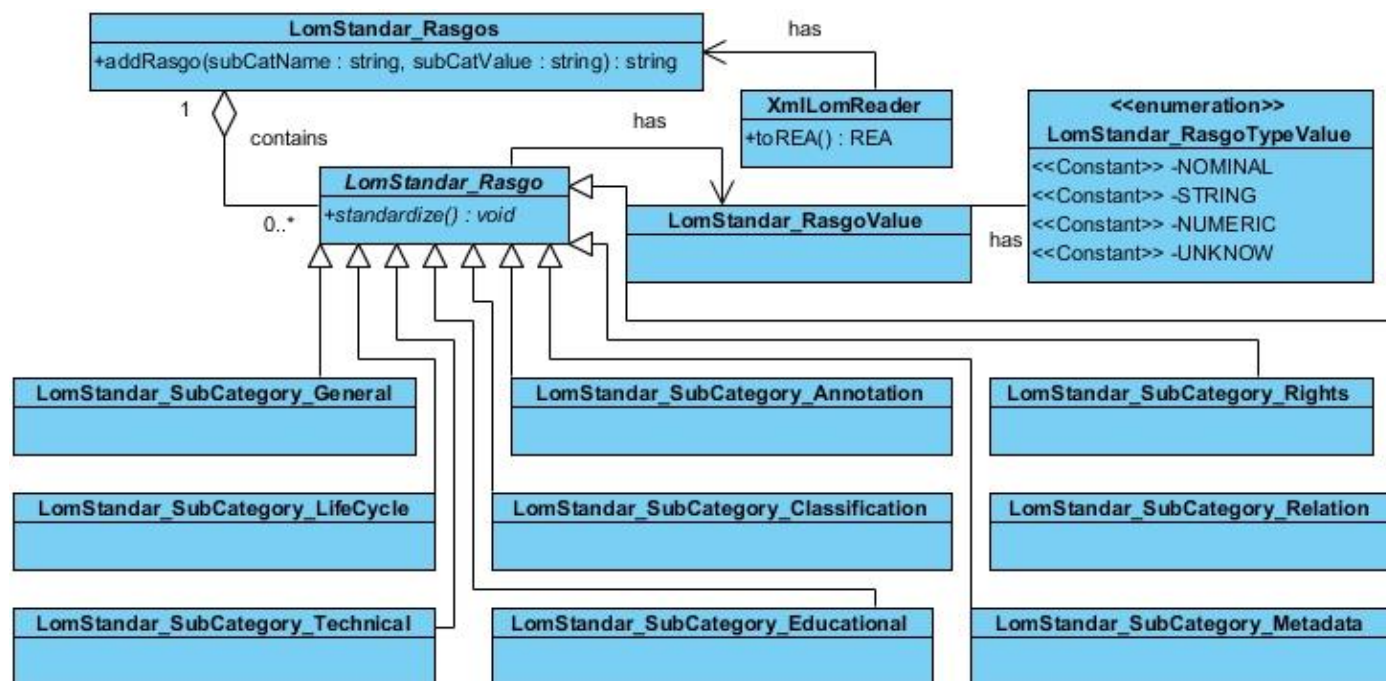 LomStandar_Rasgos
+addRasgo(subCatName : string, subCatValue : string) : string
has
1
contains
has
XmlLomReader
+toREA() : REA
<<enumeration>>
LomStandar_RasgoTypeValue
<<Constant>> -NOMINAL
<<Constant>> -STRING
<<Constant>> -NUMERIC
<<Constant>> -UNKNOW
LomStandar_Rasgo
+standardize() : void
0..*
LomStandar_RasgoValue
has
LomStandar_SubCategory_General
LomStandar_SubCategory_Annotation
LomStandar_SubCategory_Rights
LomStandar_SubCategory_LifeCycle
LomStandar_SubCategory_Classification
LomStandar_SubCategory_Relation
LomStandar_SubCategory_Technical
LomStandar_SubCategory_Educational
LomStandar_SubCategory_Metadata